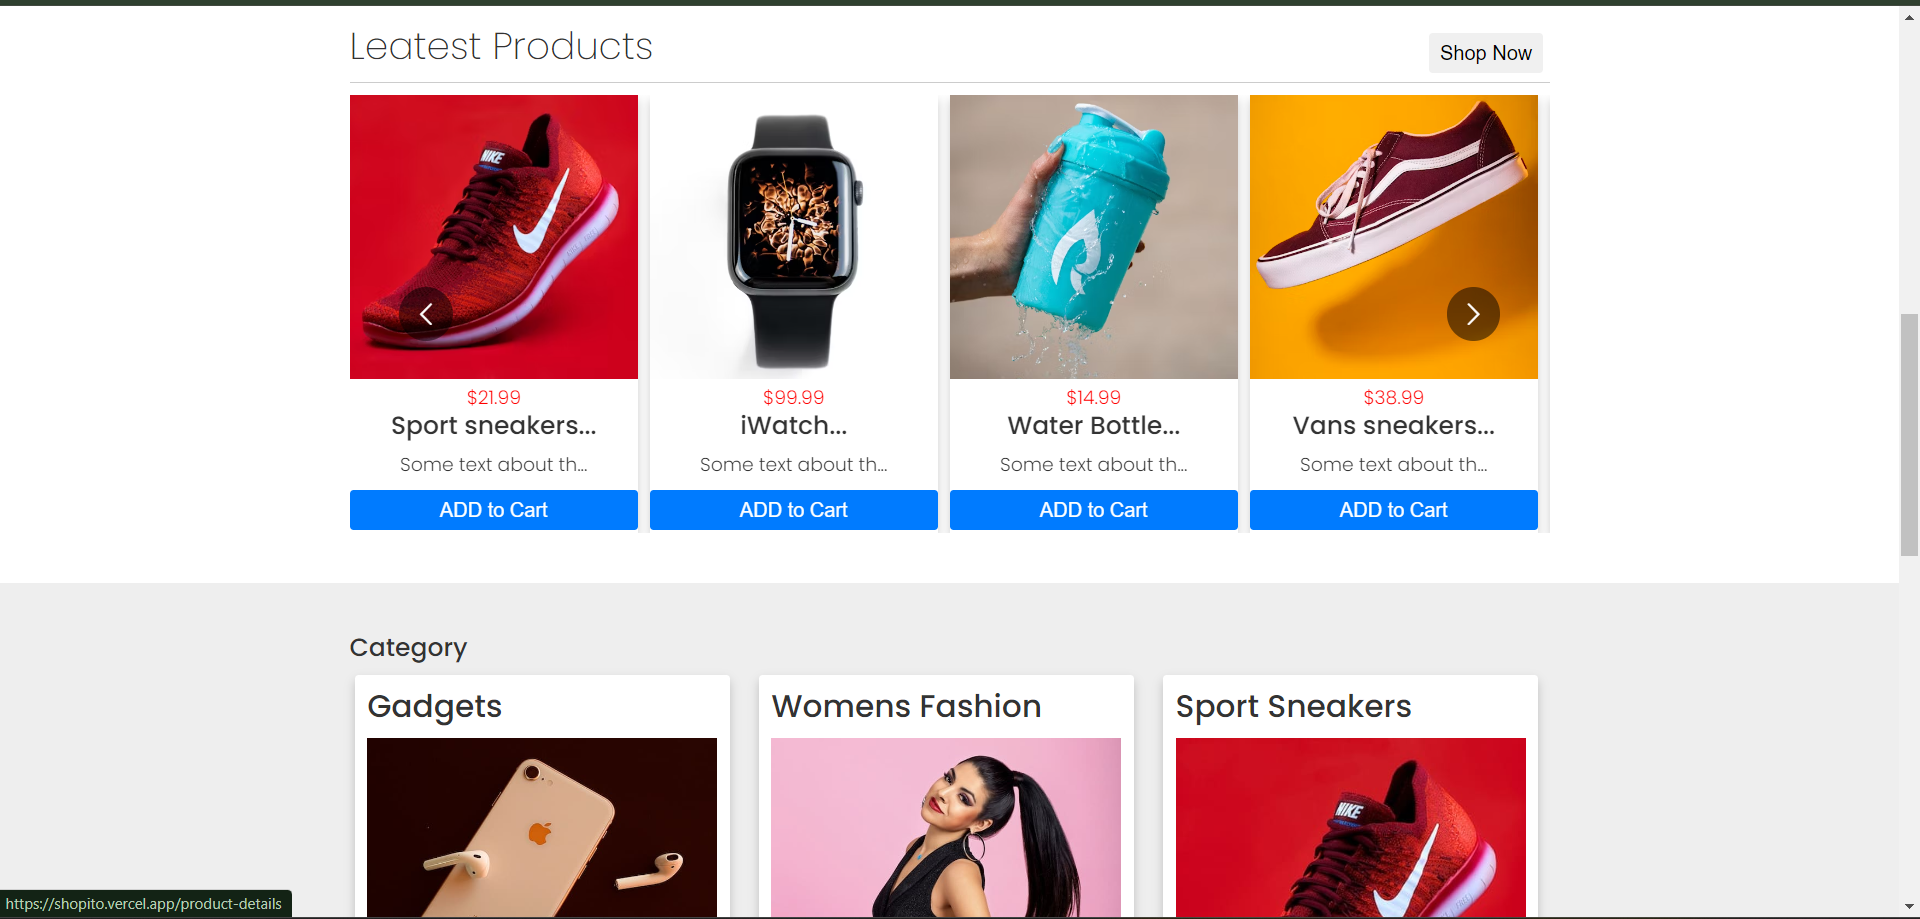 Leatest Products
Shop Now
NIKE
$21.99
Sport sneakers...
Some text about th...
ADD to Cart
$99.99
iWatch...
Some text about th...
ADD to Cart
$14.99
Water Bottle...
Some text about th...
ADD to Cart
$38.99
Vans sneakers...
Some text about th...
ADD to Cart
Category
Gadgets
Womens Fashion
Sport Sneakers
NIKE
https://shopito.vercel.app/product-details